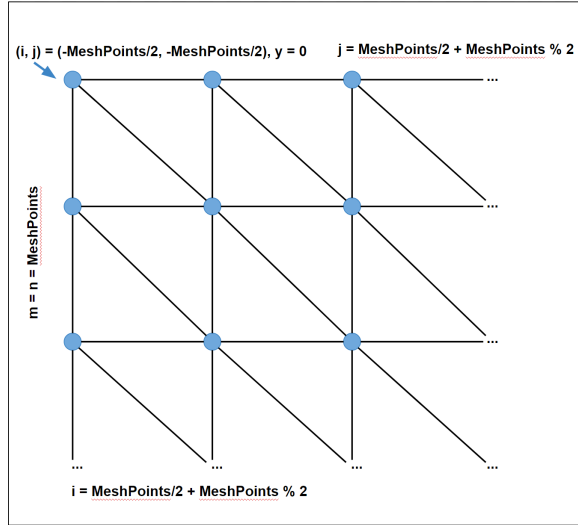 (i, j) = (-MeshPoints/2, -MeshPoints/2), y = 0
j = MeshPoints/2 + MeshPoints % 2
...
m = n = MeshPoints
...
...
... ... ... ...
i = MeshPoints/2 + MeshPoints % 2